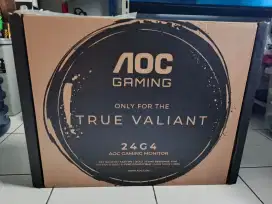 AOC
GAMING
ONLY FOR THE
TRUE VALIANT
24G4
AOC GAMING MONITOR